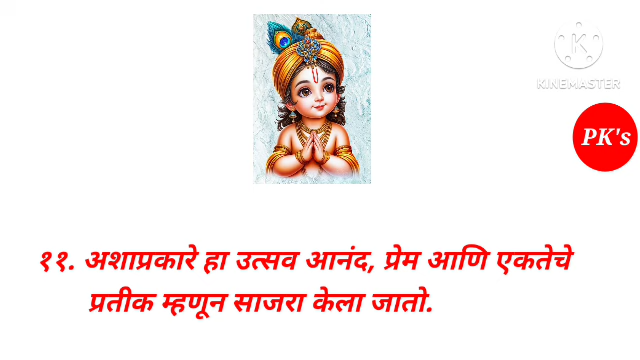 KINEMASTER
PK's
११. अशाप्रकारे हा उत्सव आनंद, प्रेम आणि एकतेचे
प्रतीक म्हणून साजरा केला जातो.